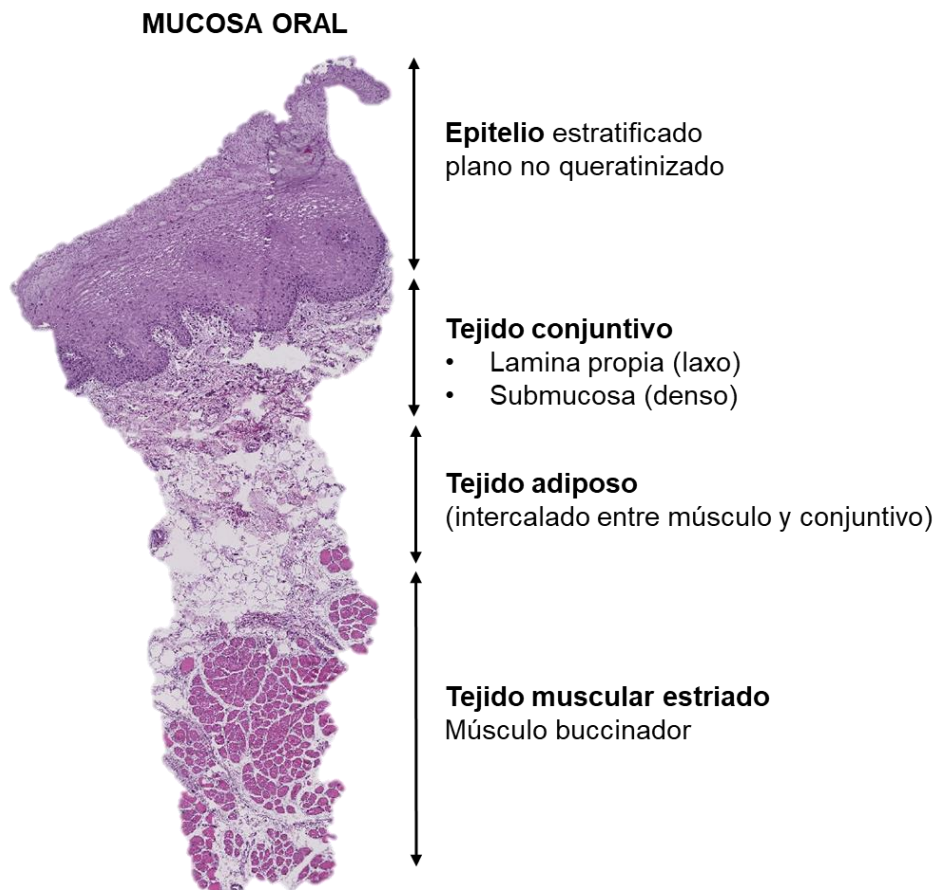 MUCOSA ORAL
Epitelio estratificado
plano no queratinizado
Tejido conjuntivo
• Lamina propia (laxo)
• Submucosa (denso)
Tejido adiposo
(intercalado entre músculo y conjuntivo)
Tejido muscular estriado
Músculo buccinador